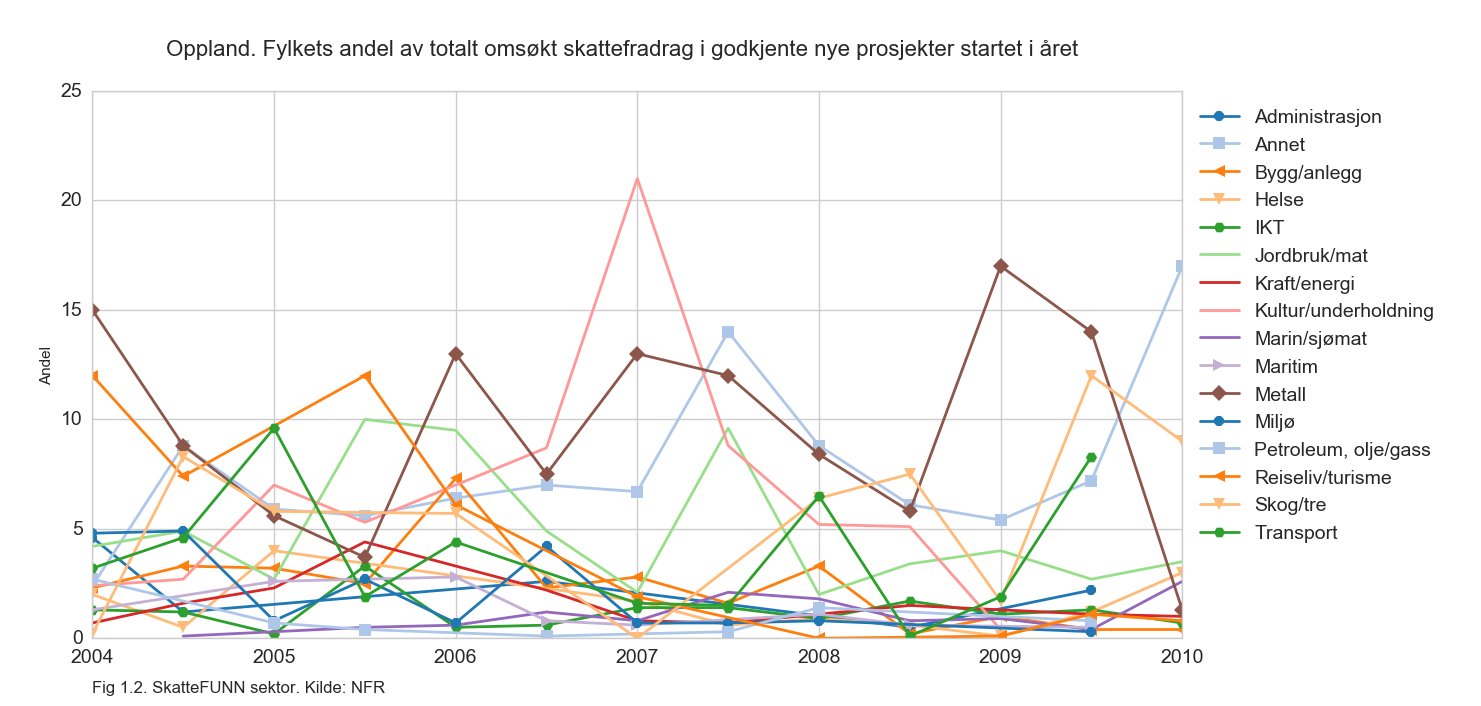 Oppland. Fylkets andel av totalt omsøkt skattefradrag i godkjente nye prosjekter startet i året
25
20
15
10
5
0
Andel
2004 2005 2006 2007 2008 2009 2010
Administrasjon
Annet
Bygg/anlegg
Helse
IKT
Jordbruk/mat
Kraft/energi
Kultur/underholdning
Marin/sjømat
Maritim
Metall
Miljø
Petroleum, olje/gass
Reiseliv/turisme
Skog/tre
Transport
Fig 1.2. SkatteFUNN sektor. Kilde: NFR